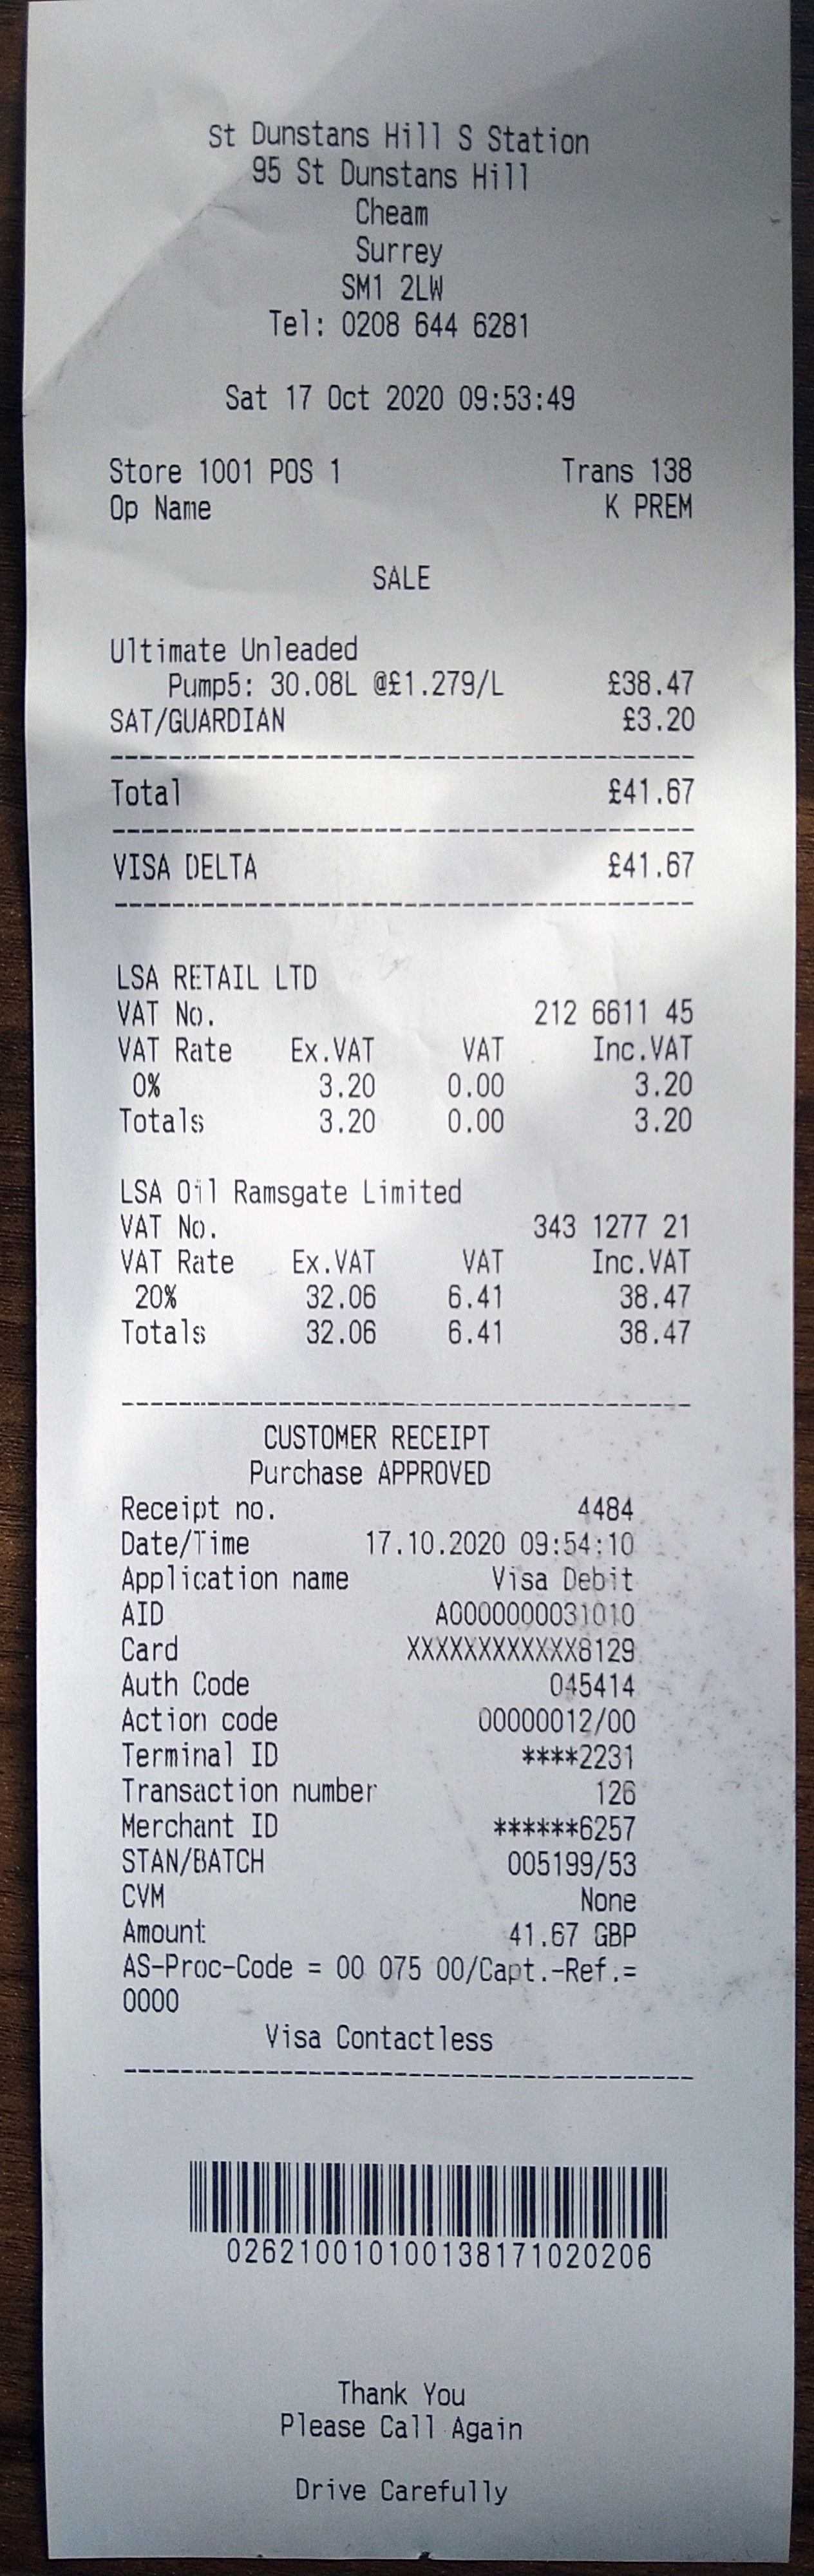 St Dunstans Hill S Station
95 St Dunstans Hill
Cheam
Surrey
SM1 2LW
Tel: 0208 644 6281
Sat 17 Oct 2020 09:53:49
Store 1001 POS 1 Trans 138
Op Name K PREM
SALE
Ultimate Unleaded
Pump5: 30.08L @£1.279/L £38.47
SAT/GUARDIAN £3.20
Total £41.67
VISA DELTA £41.67
LSA RETAIL LTD
VAT No. 212 6611 45
VAT Rate Ex.VAT VAT Inc.VAT
0% 3.20 0.00 3.20
Totals 3.20 0.00 3.20
LSA Oil Ramsgate Limited
VAT No. 343 1277 21
VAT Rate Ex.VAT VAT Inc.VAT
20% 32.06 6.41 38.47
Totals 32.06 6.41 38.47
CUSTOMER RECEIPT
Purchase APPROVED
Receipt no. 4484
Date/Time 17.10.2020 09:54:10
Application name Visa Debit
AID A0000000031010
Card XXXXXXXXXXXX8129
Auth Code 045414
Action code 00000012/00
Terminal ID ****2231
Transaction number 126
Merchant ID ******6257
STAN/BATCH 005199/53
CVM None
Amount 41.67 GBP
AS-Proc-Code = 00 075 00/Capt.-Ref.=
0000
Visa Contactless
02621001010013817102020​6
Thank You
Please Call Again
Drive Carefully